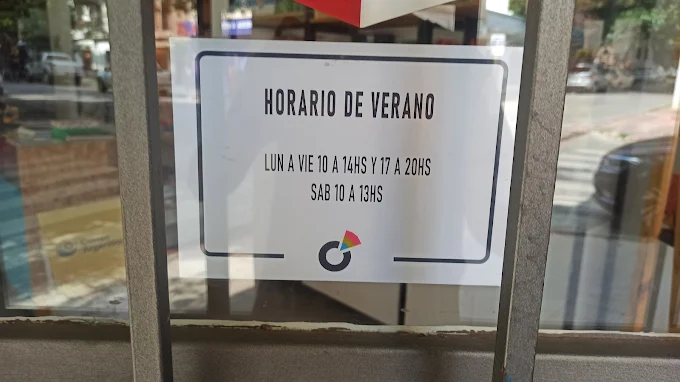 HORARIO DE VERANO
LUN A VIE 10 A 14HS Y 17 A 20HS
SAB 10 A 13HS